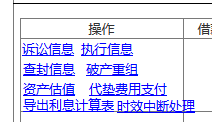 操作 借
诉讼信息 执行信息
查封信息 破产重组
资产估值 代垫费用支付
导出利息计算表 时效中断处理